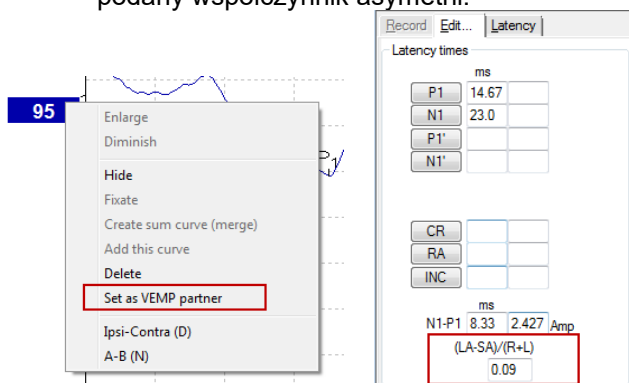 podany współczynnik asymetrii.
95
Enlarge
Diminish
Hide
Fixate
Create sum curve (merge)
Add this curve
Delete
Set as VEMP partner
Ipsi-Contra (D)
A-B (N)
P1
Record Edit... Latency
Latency times
ms
P1 14.67
N1 23.0
P1'
N1'
CR
RA
INC
ms
N1-P1 8.33 2.427 Amp
(LA-SA)/(R+L)
0.09